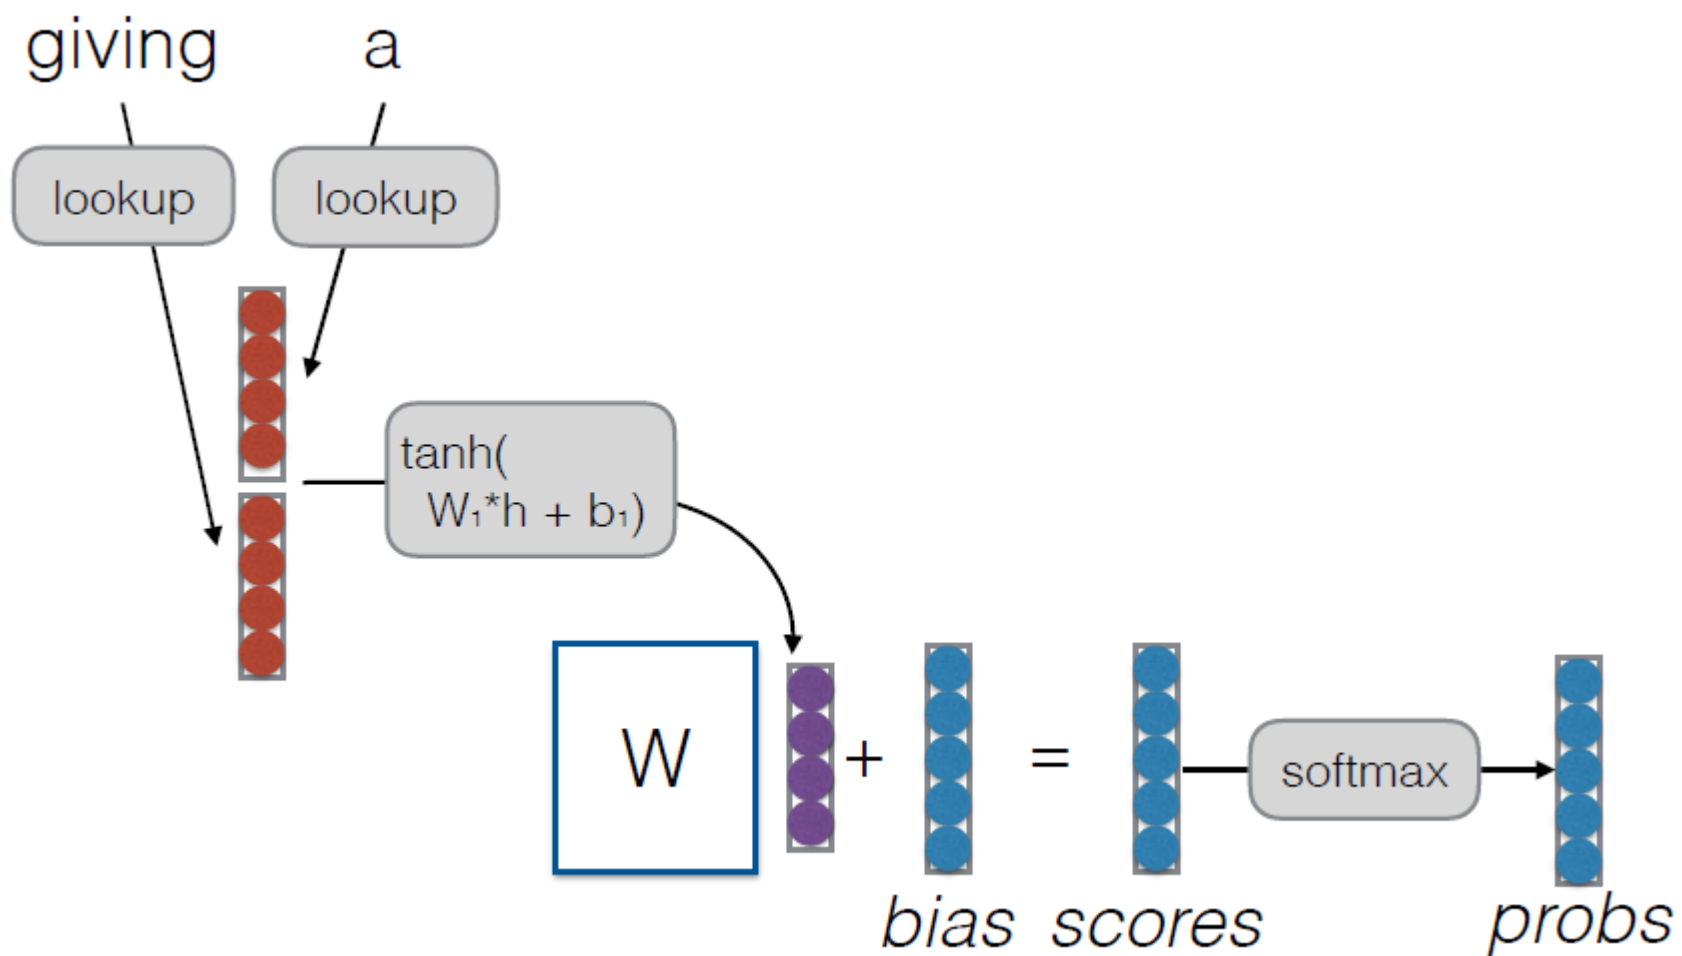 giving a
lookup lookup
tanh(
W₁*h + b₁)
W + =
softmax
bias scores probs